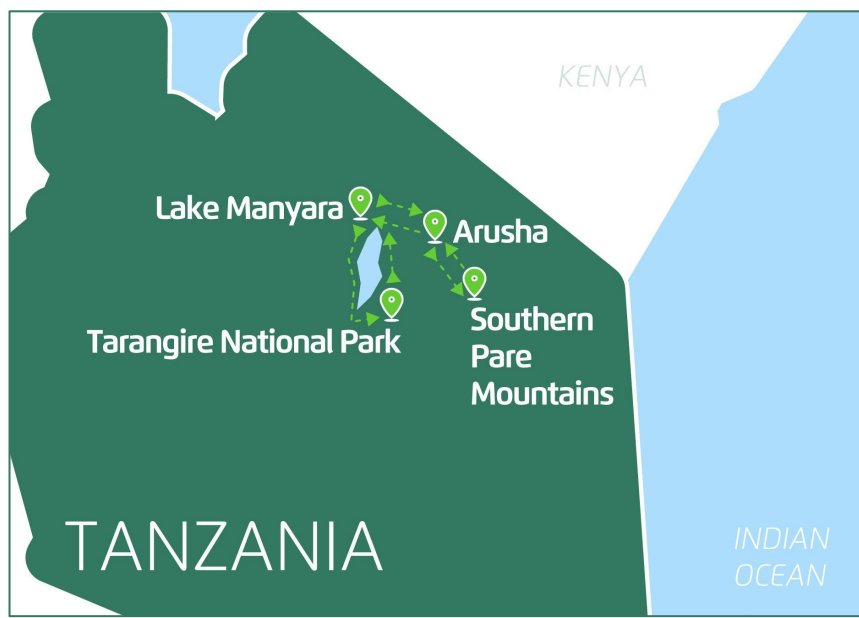 KENYA
Lake Manyara
Arusha
Southern
Pare
Mountains
Tarangire National Park
TANZANIA
INDIAN
OCEAN